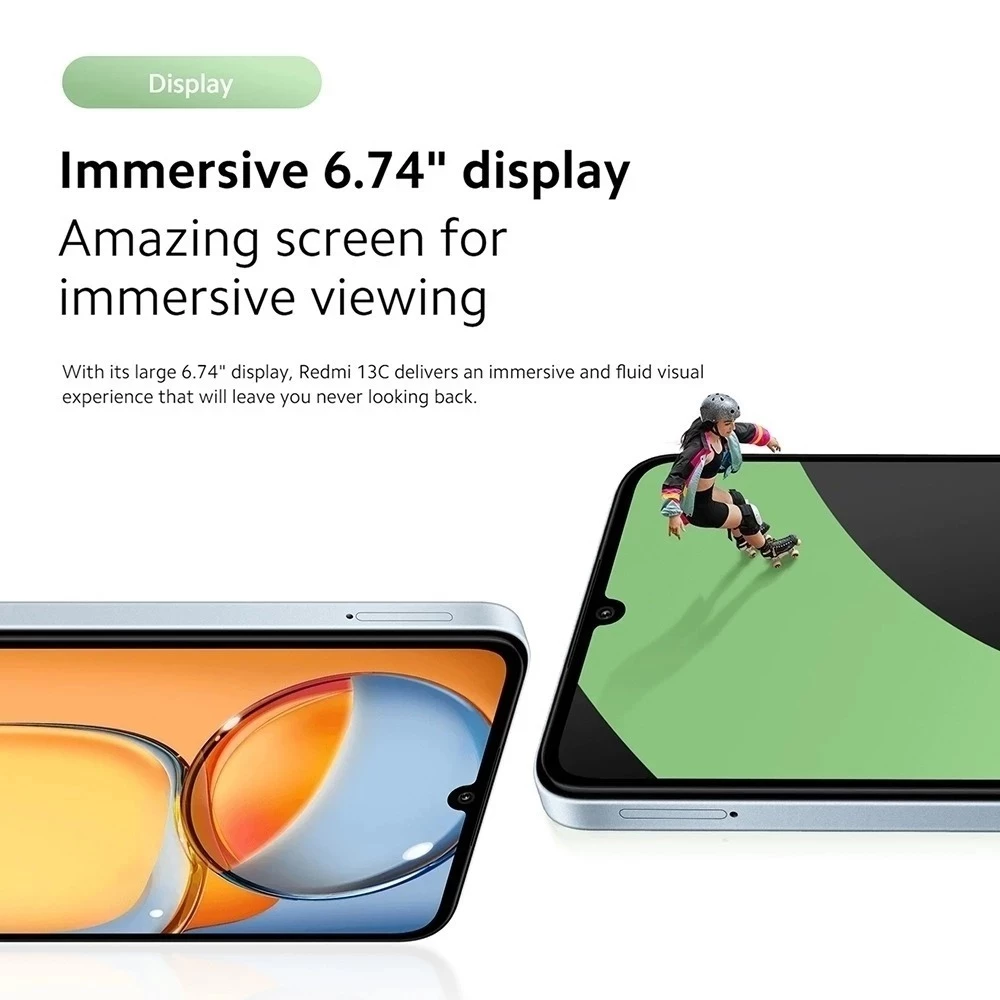 Display
Immersive 6.74" display
Amazing screen for
immersive viewing
With its large 6.74" display, Redmi 13C delivers an immersive and fluid visual
experience that will leave you never looking back.